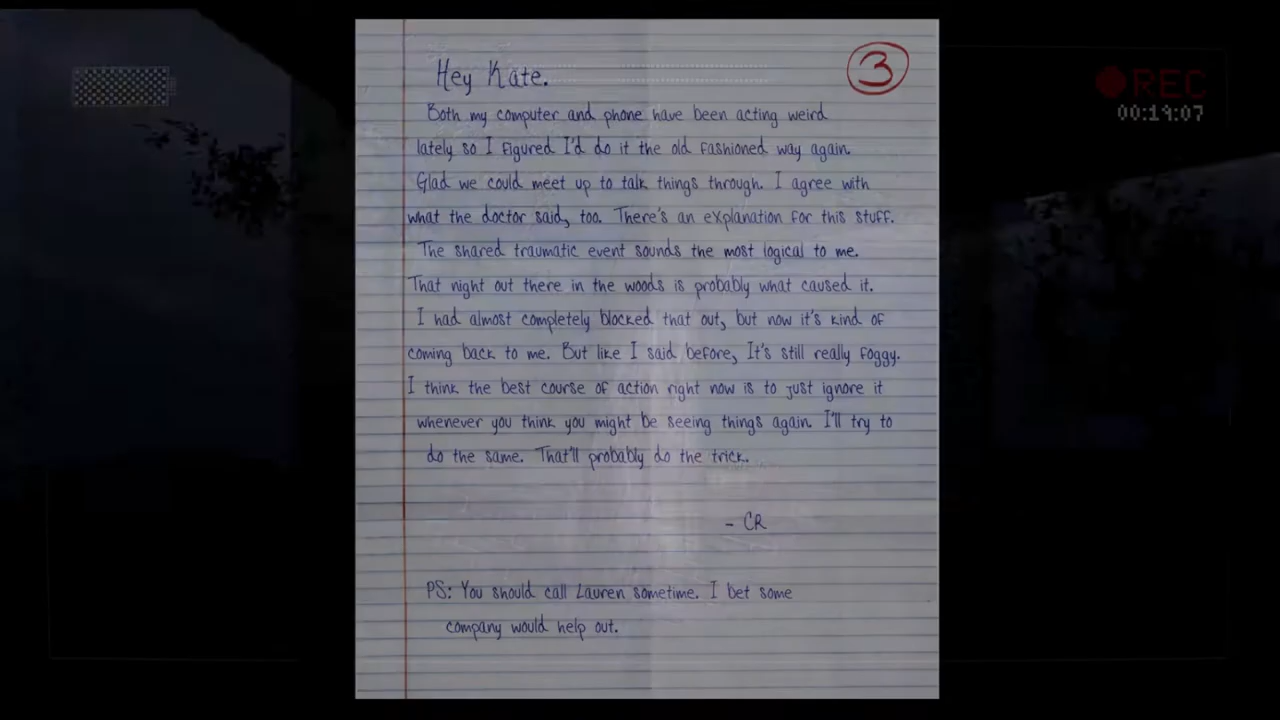 Hey Kate.
3
REC
00:19:07
Both my computer and phone have been acting weird
lately so I figured I'd do it the old fashioned way again.
Glad we could meet up to talk things through. I agree with
what the doctor said, too. There's an explanation for this stuff.
The shared traumatic event sounds the most logical to me.
That night out there in the woods is probably what caused it.
I had almost completely blocked that out, but now it's kind of
coming back to me. But like I said before, It's still really foggy.
I think the best course of action right now is to just ignore it
whenever you think you might be seeing things again. I'll try to
do the same. That'll probably do the trick.
- CR
PS: You should call Lauren sometime. I bet some
company would help out.